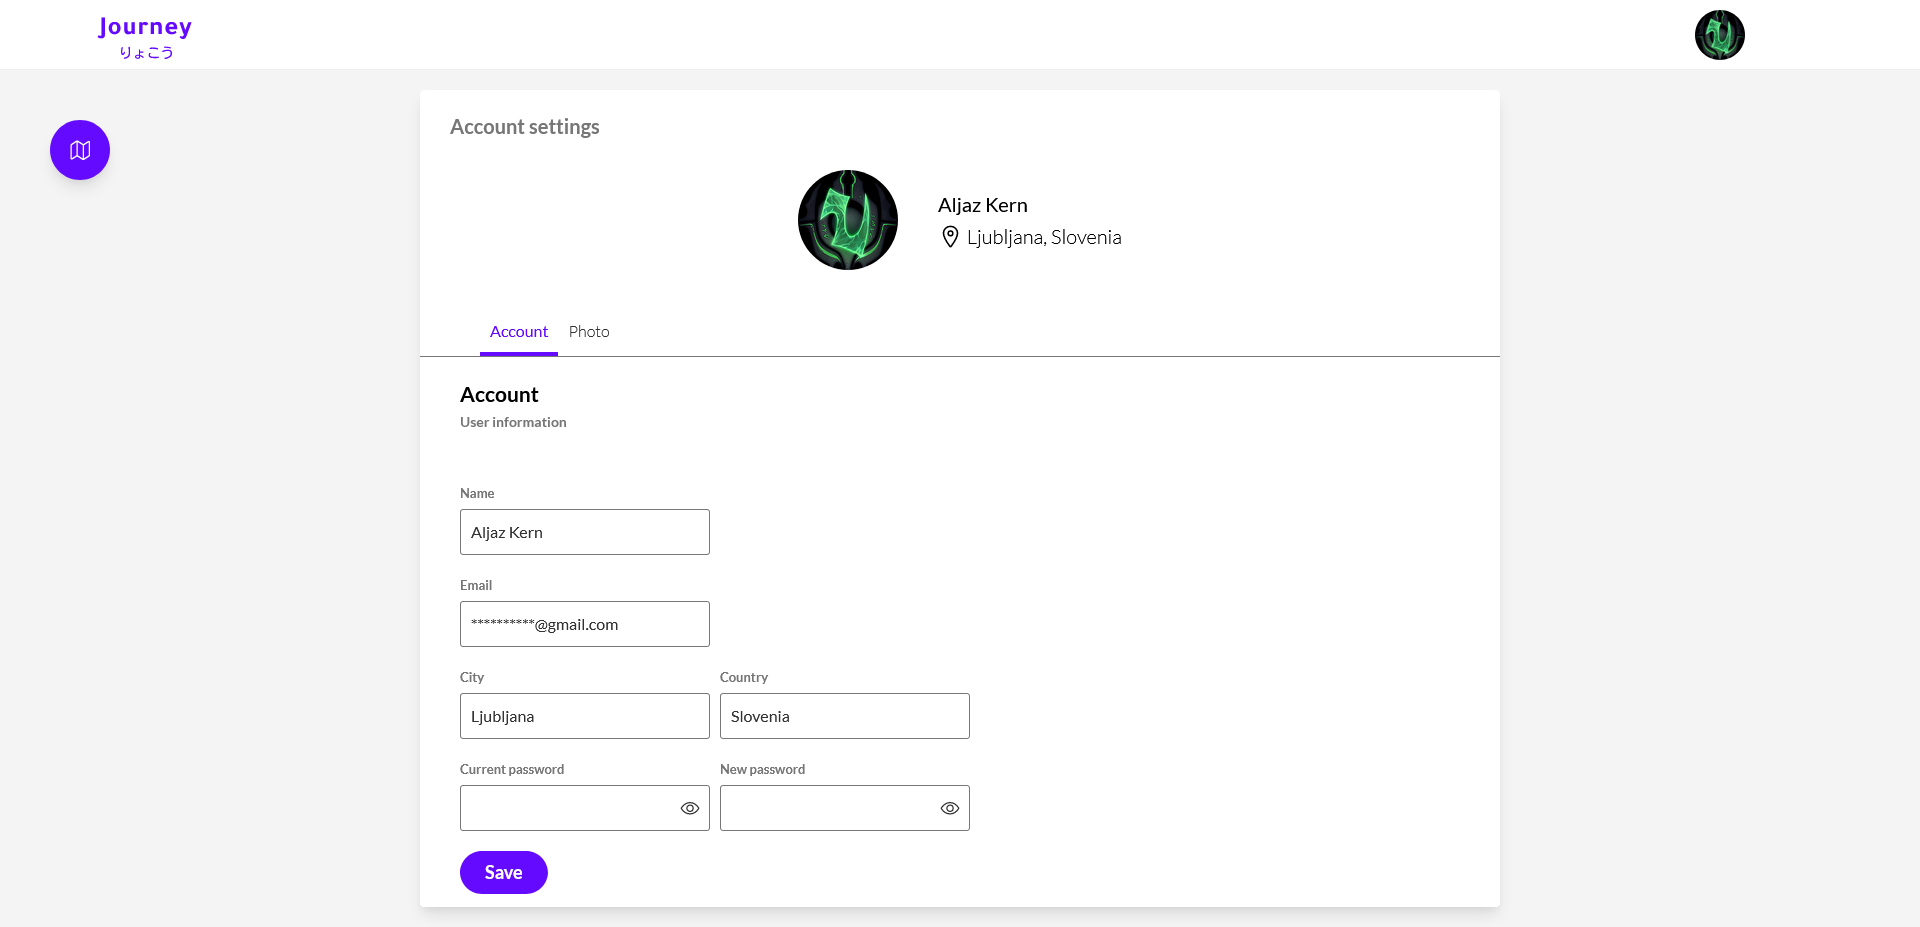 Journey
りょこう
Account settings
Aljaz Kern
Ljubljana, Slovenia
Account Photo
Account
User information
Name
Aljaz Kern
Email
**********@gmail.com
City Country
Ljubljana Slovenia
Current password New password
Save